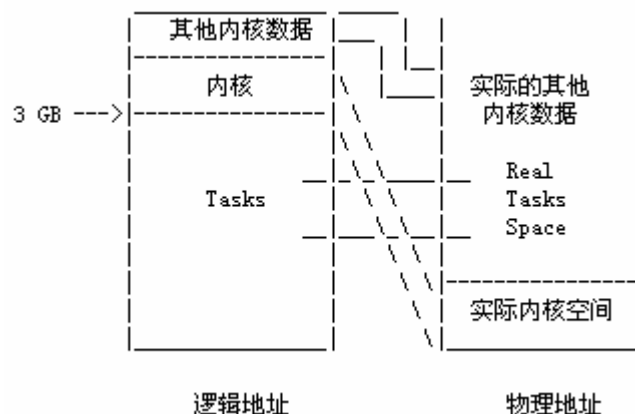 其他内核数据
内核
3 GB --->
Tasks
实际的其他
内核数据
Real
Tasks
Space
实际内核空间
逻辑地址
物理地址